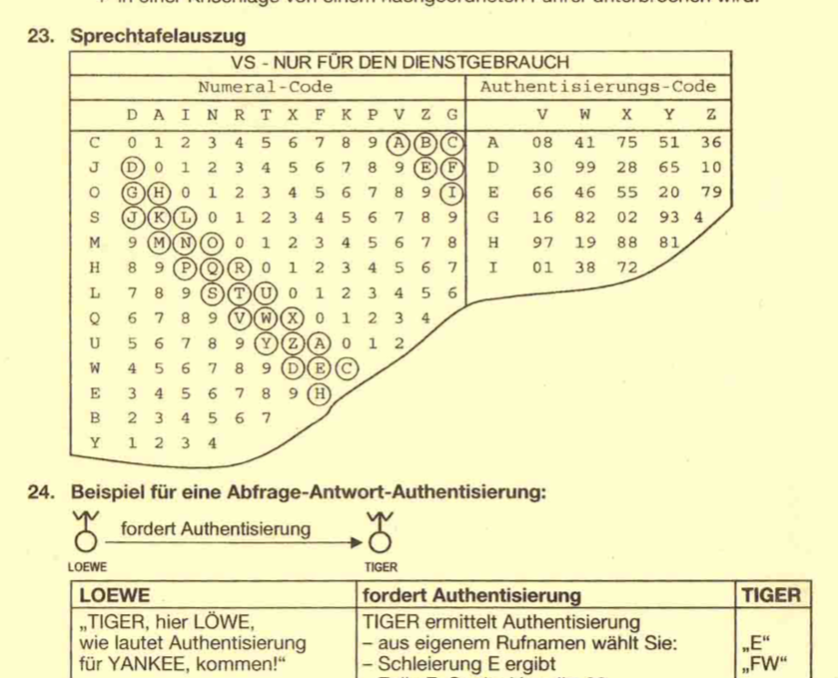 in einer Knschlage von einem nachgeordneten Führer unterbrochen wird.
23. Sprechtafelauszug
VS - NUR FÜR DEN DIENSTGEBRAUCH
Numeral-Code Authentisierungs-Code
D A I N R T X F K P V Z G V W X Y Z
C 0 1 2 3 4 5 6 7 8 9 A B C A 08 41 75 51 36
J D 0 1 2 3 4 5 6 7 8 9 E F D 30 99 28 65 10
O G H 0 1 2 3 4 5 6 7 8 9 I E 66 46 55 20 79
S J K L 0 1 2 3 4 5 6 7 8 9 G 16 82 02 93 4
M 9 M N O 0 1 2 3 4 5 6 7 8 H 97 19 88 81
H 8 9 P Q R 0 1 2 3 4 5 6 7 I 01 38 72
L 7 8 9 S T U 0 1 2 3 4 5 6
Q 6 7 8 9 V W X 0 1 2 3 4
U 5 6 7 8 9 Y Z A 0 1 2
W 4 5 6 7 8 9 D E C
E 3 4 5 6 7 8 9 H
B 2 3 4 5 6 7
Y 1 2 3 4
24. Beispiel für eine Abfrage-Antwort-Authentisierung:
fordert Authentisierung
LOEWE TIGER
LOEWE fordert Authentisierung TIGER
„TIGER, hier LÖWE, TIGER ermittelt Authentisierung
wie lautet Authentisierung – aus eigenem Rufnamen wählt Sie: „E"
für YANKEE, kommen!" – Schleierung E ergibt „FW"